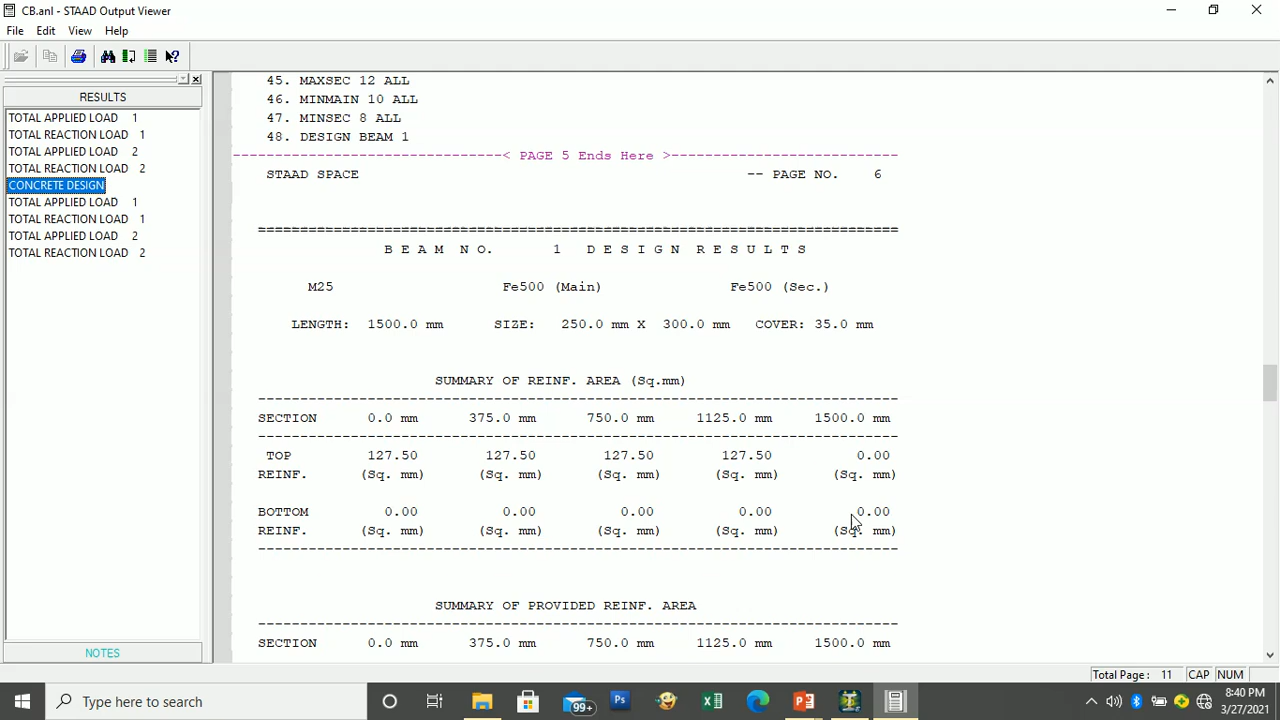 CB.anl - STAAD Output Viewer
File Edit View Help
RESULTS
TOTAL APPLIED LOAD 1
TOTAL REACTION LOAD 1
TOTAL APPLIED LOAD 2
TOTAL REACTION LOAD 2
CONCRETE DESIGN
TOTAL APPLIED LOAD 1
TOTAL REACTION LOAD 1
TOTAL APPLIED LOAD 2
TOTAL REACTION LOAD 2
NOTES
45. MAXSEC 12 ALL
46. MINMAIN 10 ALL
47. MINSEC 8 ALL
48. DESIGN BEAM 1
< PAGE 5 Ends Here >
STAAD SPACE -- PAGE NO. 6
B E A M N O. 1 D E S I G N R E S U L T S
M25 Fe500 (Main) Fe500 (Sec.)
LENGTH: 1500.0 mm SIZE: 250.0 mm X 300.0 mm COVER: 35.0 mm
SUMMARY OF REINF. AREA (Sq.mm)
SECTION 0.0 mm 375.0 mm 750.0 mm 1125.0 mm 1500.0 mm
TOP 127.50 127.50 127.50 127.50 0.00
REINF. (Sq. mm) (Sq. mm) (Sq. mm) (Sq. mm) (Sq. mm)
BOTTOM 0.00 0.00 0.00 0.00 0.00
REINF. (Sq. mm) (Sq. mm) (Sq. mm) (Sq. mm) (Sq. mm)
SUMMARY OF PROVIDED REINF. AREA
SECTION 0.0 mm 375.0 mm 750.0 mm 1125.0 mm 1500.0 mm
Total Page: 11 CAP NUM
Type here to search
99+
8:40 PM
3/27/2021